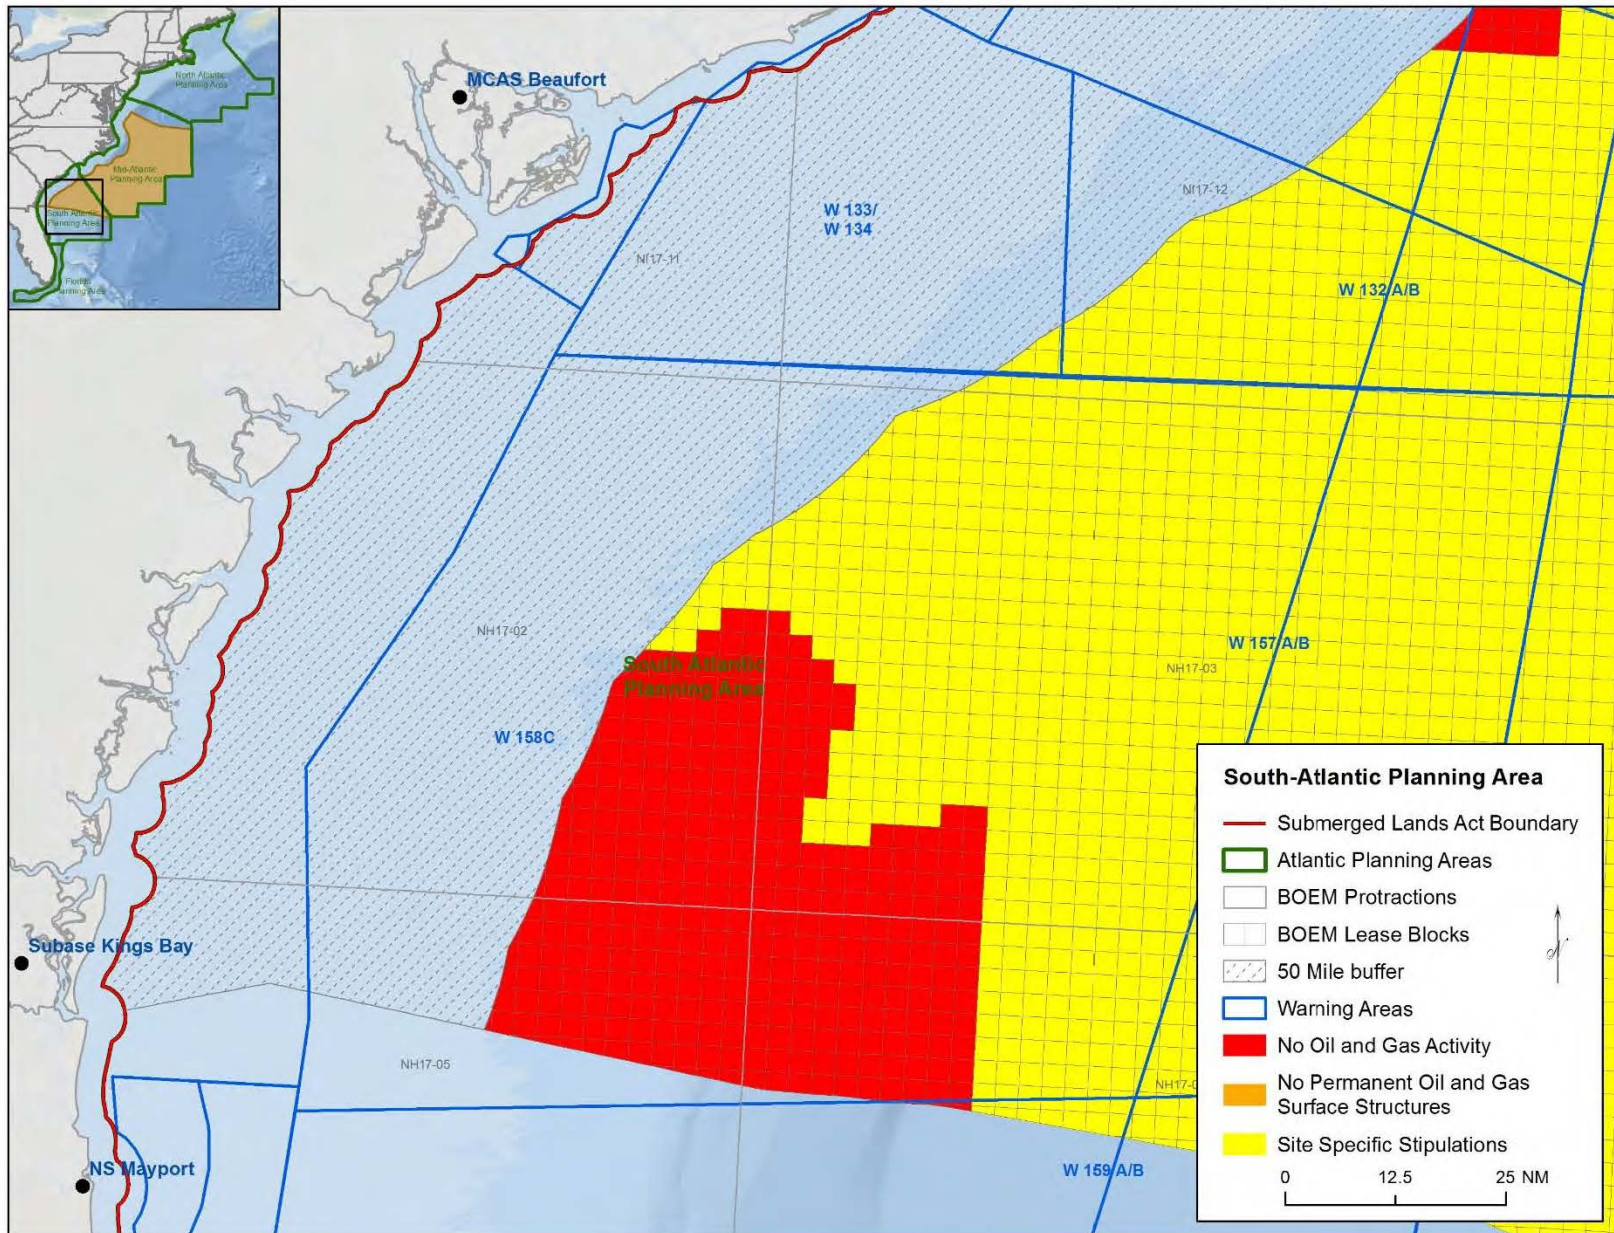 North Atlantic
Planning Area
Mid-Atlantic
Planning Area
South Atlantic
Planning Area
Florida
Planning Area
MCAS Beaufort
NI17-12
W 133/
W 134
NI17-11
W 132 A/B
NH17-02
W 157 A/B
South Atlantic
Planning Area
NH17-03
W 158C
Subase Kings Bay
NH17-05
NH17-0
NS Mayport
W 159 A/B
South-Atlantic Planning Area
Submerged Lands Act Boundary
Atlantic Planning Areas
BOEM Protractions
BOEM Lease Blocks
50 Mile buffer
N
Warning Areas
No Oil and Gas Activity
No Permanent Oil and Gas
Surface Structures
Site Specific Stipulations
0 12.5 25 NM